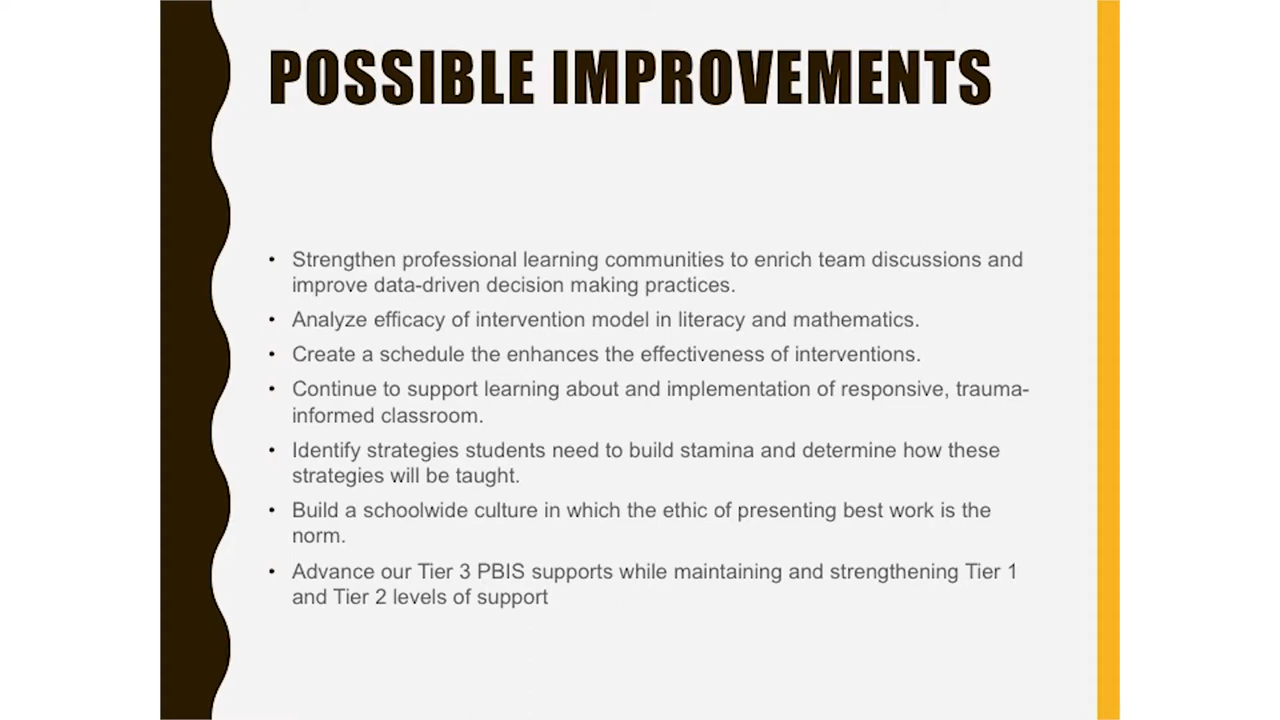 POSSIBLE IMPROVEMENTS
• Strengthen professional learning communities to enrich team discussions and
improve data-driven decision making practices.
• Analyze efficacy of intervention model in literacy and mathematics.
• Create a schedule the enhances the effectiveness of interventions.
• Continue to support learning about and implementation of responsive, trauma-
informed classroom.
• Identify strategies students need to build stamina and determine how these
strategies will be taught.
• Build a schoolwide culture in which the ethic of presenting best work is the
norm.
• Advance our Tier 3 PBIS supports while maintaining and strengthening Tier 1
and Tier 2 levels of support